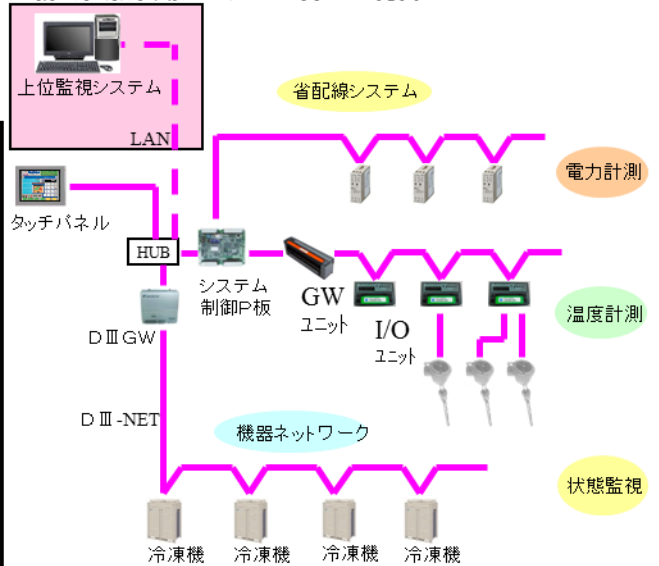 上位監視システム
LAN
省配線システム
電力計測
タッチパネル
HUB
システム
制御P板
GW
ユニット
I/O
ユニット
温度計測
DⅢGW
DⅢ-NET
機器ネットワーク
状態監視
冷凍機
冷凍機
冷凍機
冷凍機